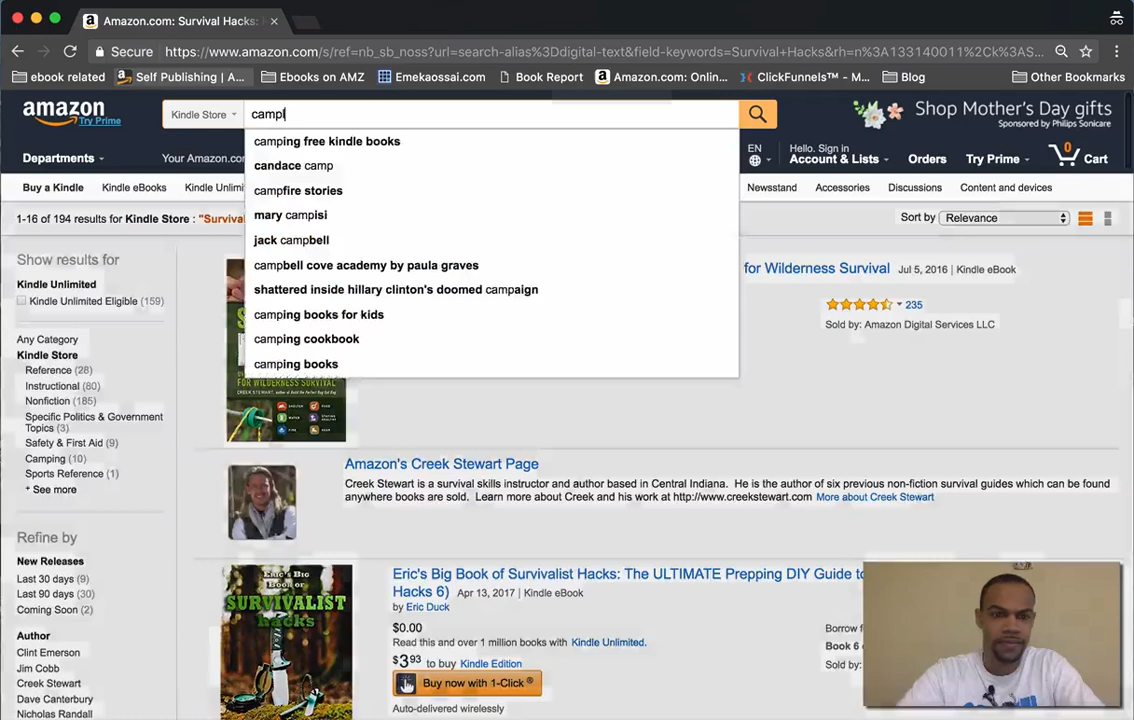 Amazon.com: Survival Hacks:
Secure
https://www.amazon.com/s/ref=nb_sb_noss?url=search-alias%3Ddigital-text&field-keywords=Survival+Hacks&rh=n%3A133140011%2Ck%3AS...
ebook related
Self Publishing | A...
Ebooks on AMZ
Emekaossai.com
Book Report
Amazon.com: Onlin...
ClickFunnels™ - M...
Blog
Other Bookmarks
amazon
Try Prime
Kindle Store
campi
Shop Mother's Day gifts
Sponsored by Philips Sonicare
Departments
Your Amazon.co
EN
Hello. Sign in
Account & Lists
Orders
Try Prime
0
Cart
Buy a Kindle
Kindle eBooks
Kindle Unlimi
Newsstand
Accessories
Discussions
Content and devices
camping free kindle books
candace camp
campfire stories
mary campisi
jack campbell
campbell cove academy by paula graves
shattered inside hillary clinton's doomed campaign
camping books for kids
camping cookbook
camping books
1-16 of 194 results for Kindle Store : "Surviva
Sort by
Relevance
Show results for
Kindle Unlimited
Kindle Unlimited Eligible (159)
Any Category
Kindle Store
Reference (28)
Instructional (80)
Nonfiction (185)
Specific Politics & Government
Topics (3)
Safety & First Aid (9)
Camping (10)
Sports Reference (1)
+ See more
Refine by
New Releases
Last 30 days (9)
Last 90 days (30)
Coming Soon (2)
Author
Clint Emerson
Jim Cobb
Creek Stewart
Dave Canterbury
Nicholas Randall
for Wilderness Survival
Jul 5, 2016 | Kindle eBook
235
Sold by: Amazon Digital Services LLC
FOR WILDERNESS SURVIVAL
Amazon's Creek Stewart Page
Creek Stewart is a survival skills instructor and author based in Central Indiana. He is the author of six previous non-fiction survival guides which can be found
anywhere books are sold. Learn more about Creek and his work at http://www.creekstewart.com More about Creek Stewart
Eric's Big Book of
SURVIVALIST
hacks
Eric's Big Book of Survivalist Hacks: The ULTIMATE Prepping DIY Guide to
Hacks 6)
Apr 13, 2017 | Kindle eBook
by Eric Duck
$0.00
Read this and over 1 million books with Kindle Unlimited.
$3.93 to buy Kindle Edition
Buy now with 1-Click ®
Auto-delivered wirelessly
Borrow f
Book 6
Sold by: